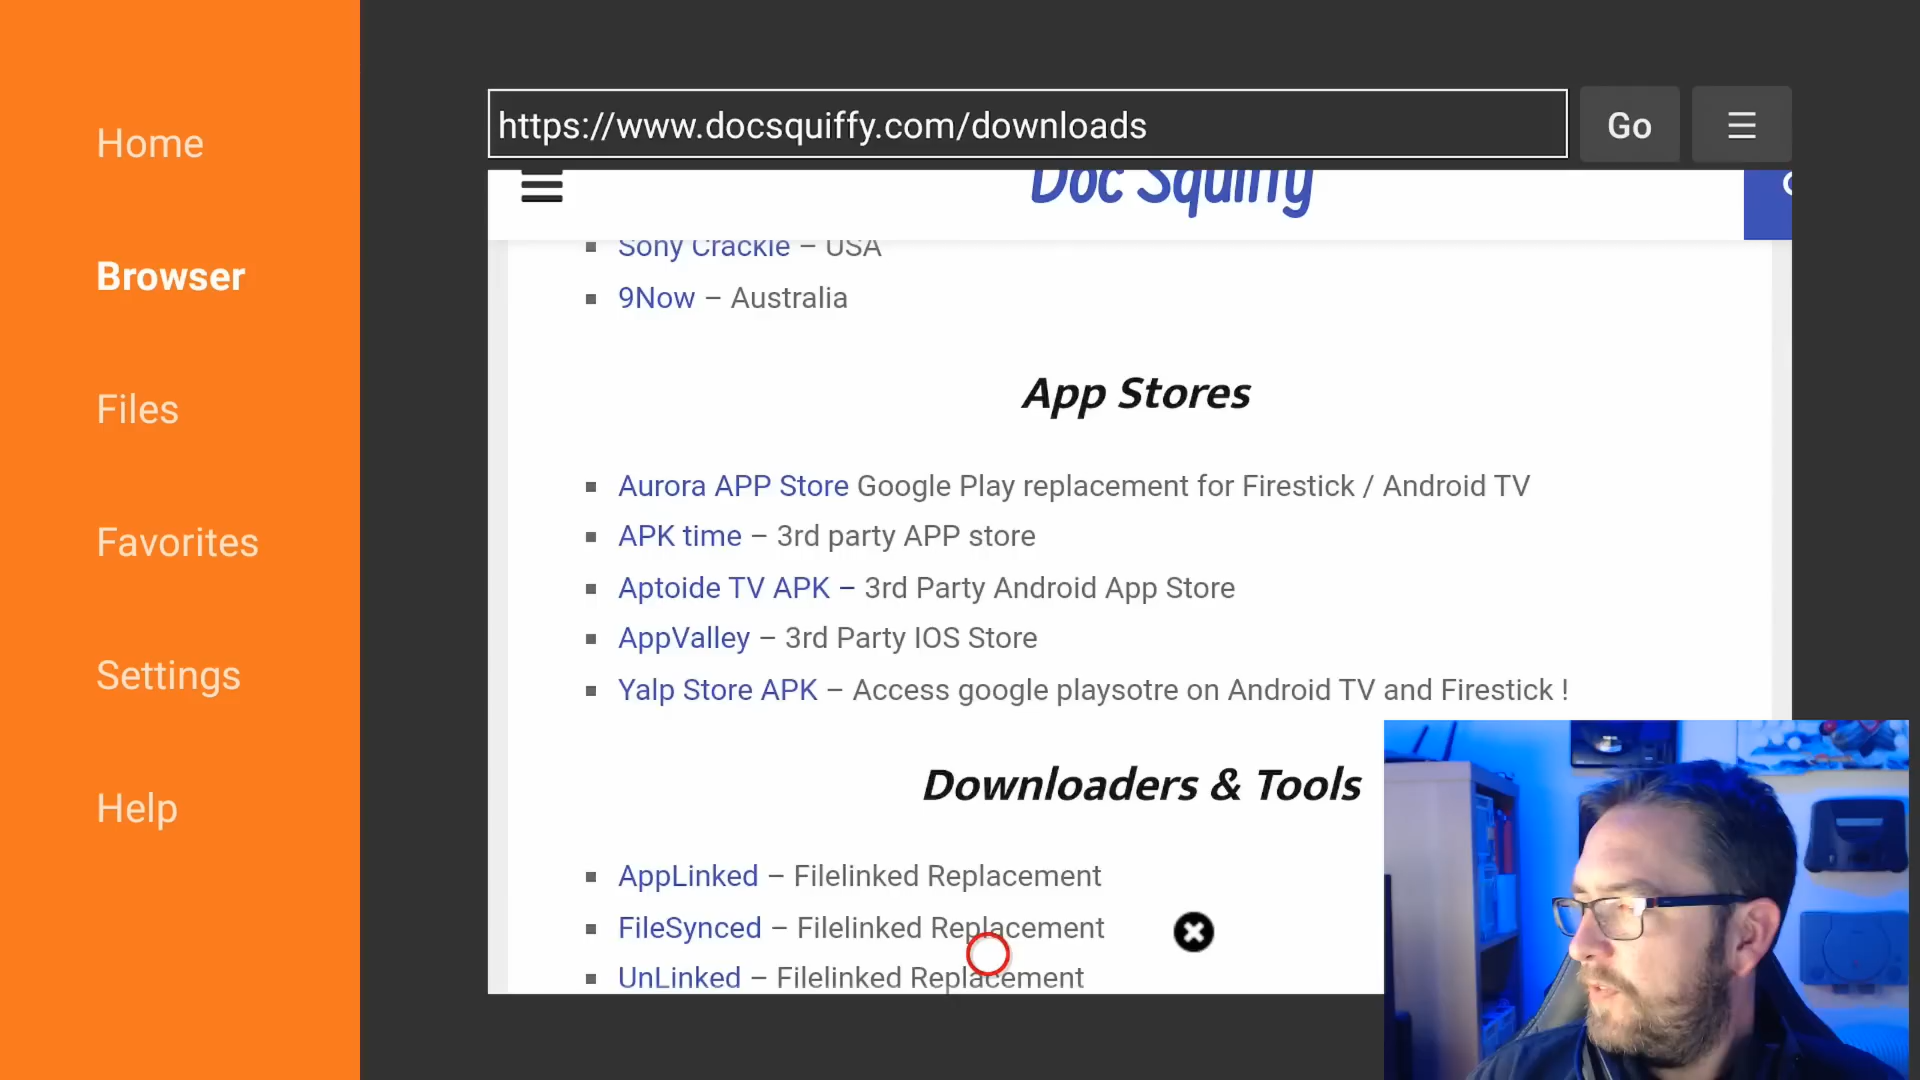 Home
Browser
Files
Favorites
Settings
Help
https://www.docsquiffy.com/downloads
Go
Doc Squiffy
Sony Crackle – USA
9Now – Australia
App Stores
Aurora APP Store Google Play replacement for Firestick / Android TV
APK time – 3rd party APP store
Aptoide TV APK – 3rd Party Android App Store
AppValley – 3rd Party IOS Store
Yalp Store APK – Access google playsotre on Android TV and Firestick !
Downloaders & Tools
AppLinked – Filelinked Replacement
FileSynced – Filelinked Replacement
UnLinked – Filelinked Replacement